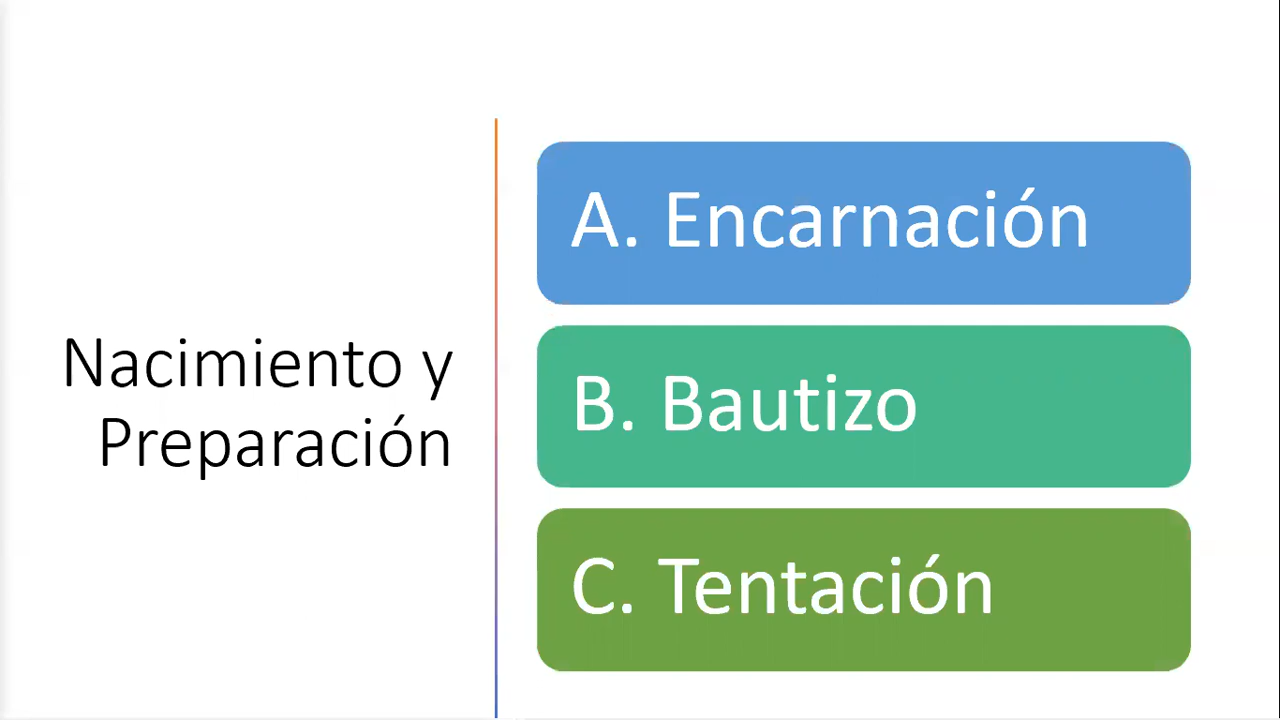 Nacimiento y
Preparación
A. Encarnación
B. Bautizo
C. Tentación